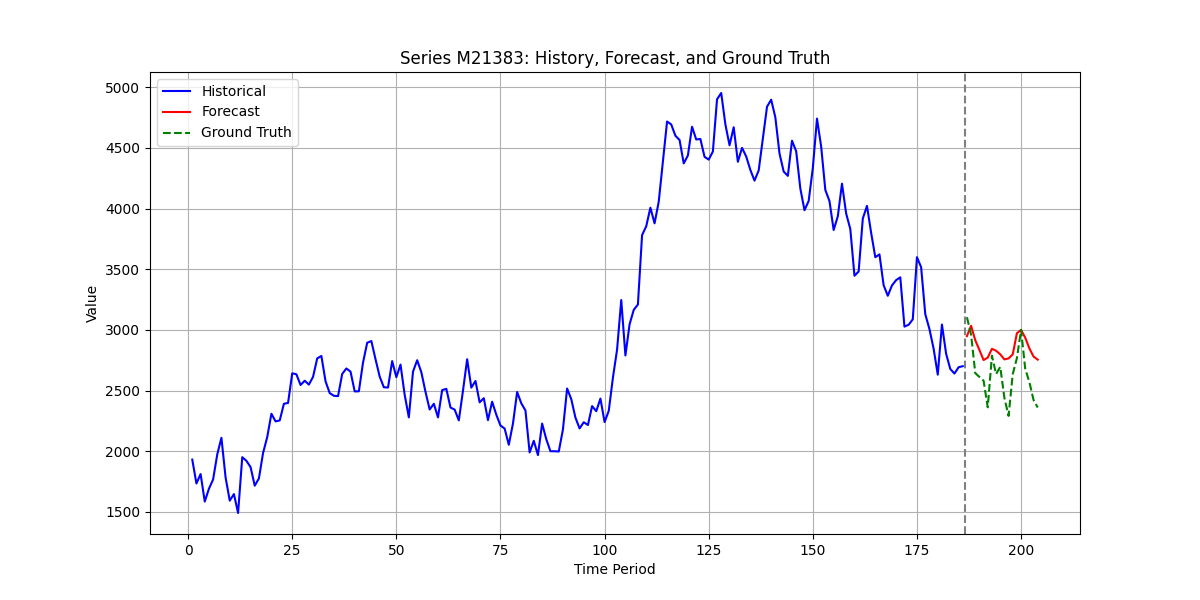 Series M21383: History, Forecast, and Ground Truth
Historical
Forecast
Ground Truth
5000
4500
4000
3500
3000
2500
2000
1500
Value
0 25 50 75 100 125 150 175 200
Time Period